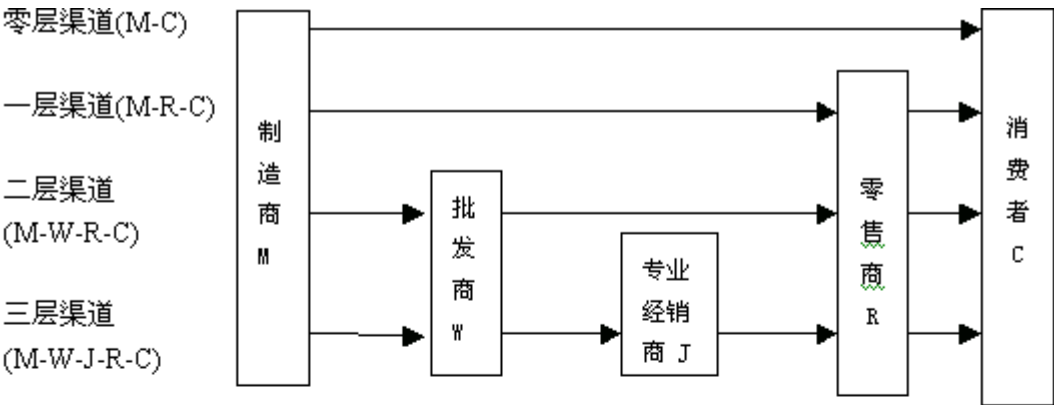 零层渠道(M-C)
一层渠道(M-R-C)
二层渠道
(M-W-R-C)
三层渠道
(M-W-J-R-C)
制
造
商
M
批
发
商
W
专业
经销
商 J
零
售
商
R
消
费
者
C